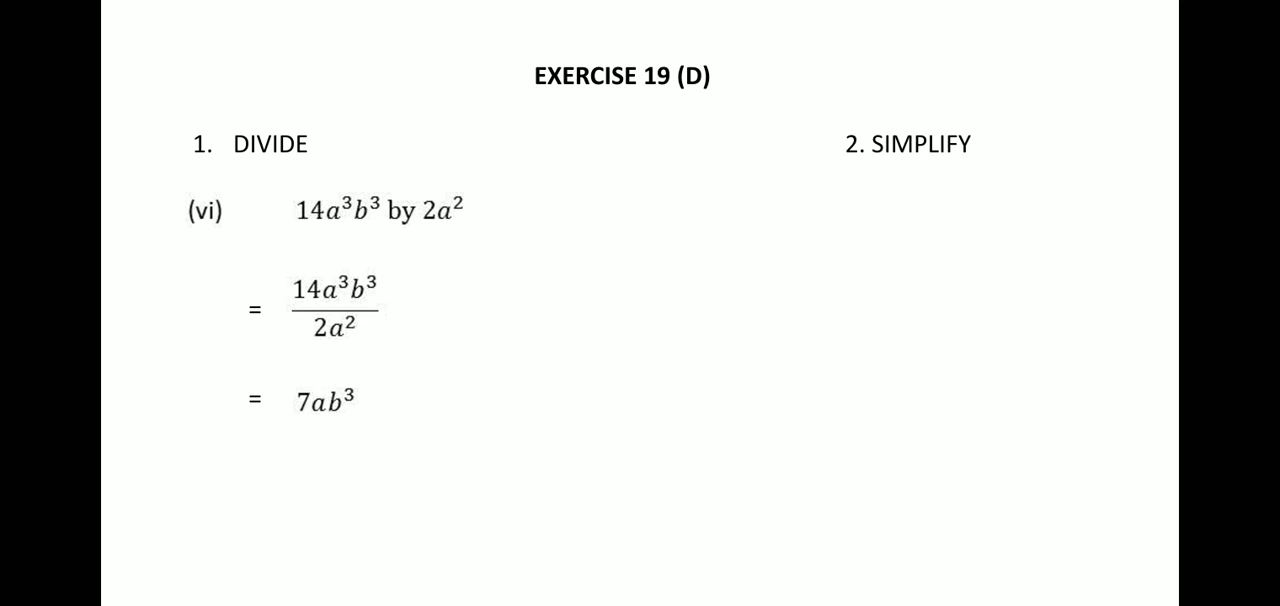 EXERCISE 19 (D)
1. DIVIDE
2. SIMPLIFY
(vi) 14a³b³ by 2a²
= 14a³b³
2a²
= 7ab³